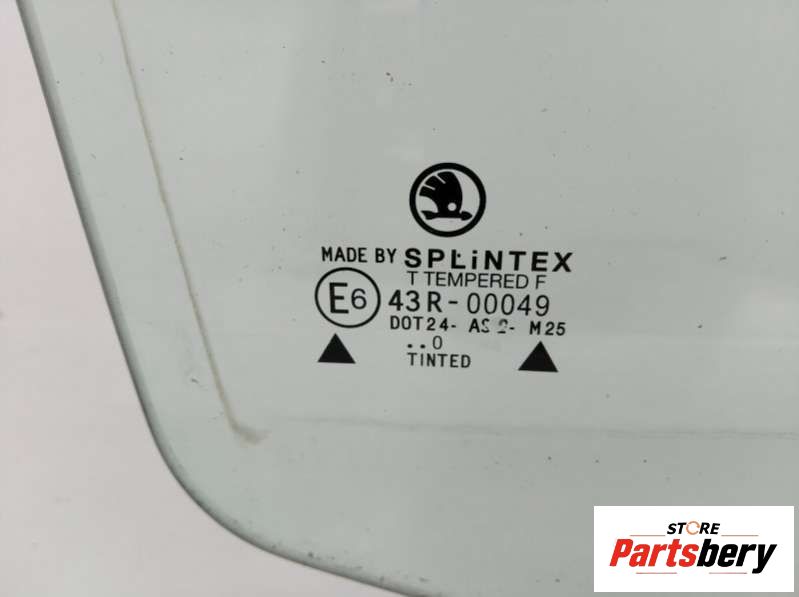 MADE BY SPLiNTEX
T TEMPERED F
E6 43R-00049
DOT24- AS 2- M25
..0
TINTED
STORE
Partsbery